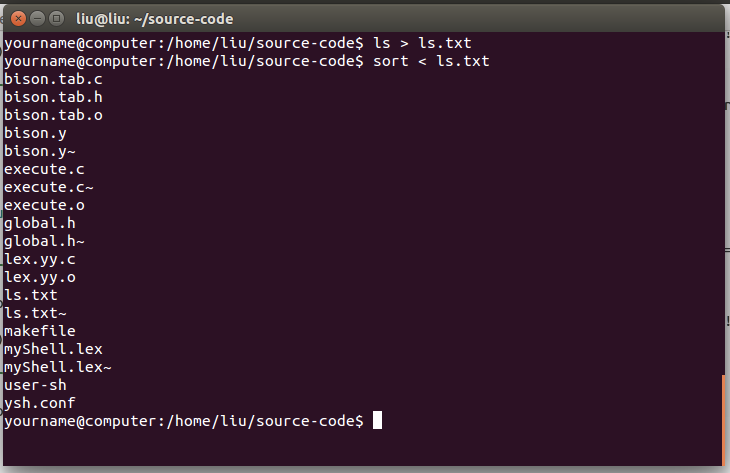 liu@liu: ~/source-code
yourname@computer:/home/liu/source-code$ ls > ls.txt
yourname@computer:/home/liu/source-code$ sort < ls.txt
bison.tab.c
bison.tab.h
bison.tab.o
bison.y
bison.y~
execute.c
execute.c~
execute.o
global.h
global.h~
lex.yy.c
lex.yy.o
ls.txt
ls.txt~
makefile
myShell.lex
myShell.lex~
user-sh
ysh.conf
yourname@computer:/home/liu/source-code$